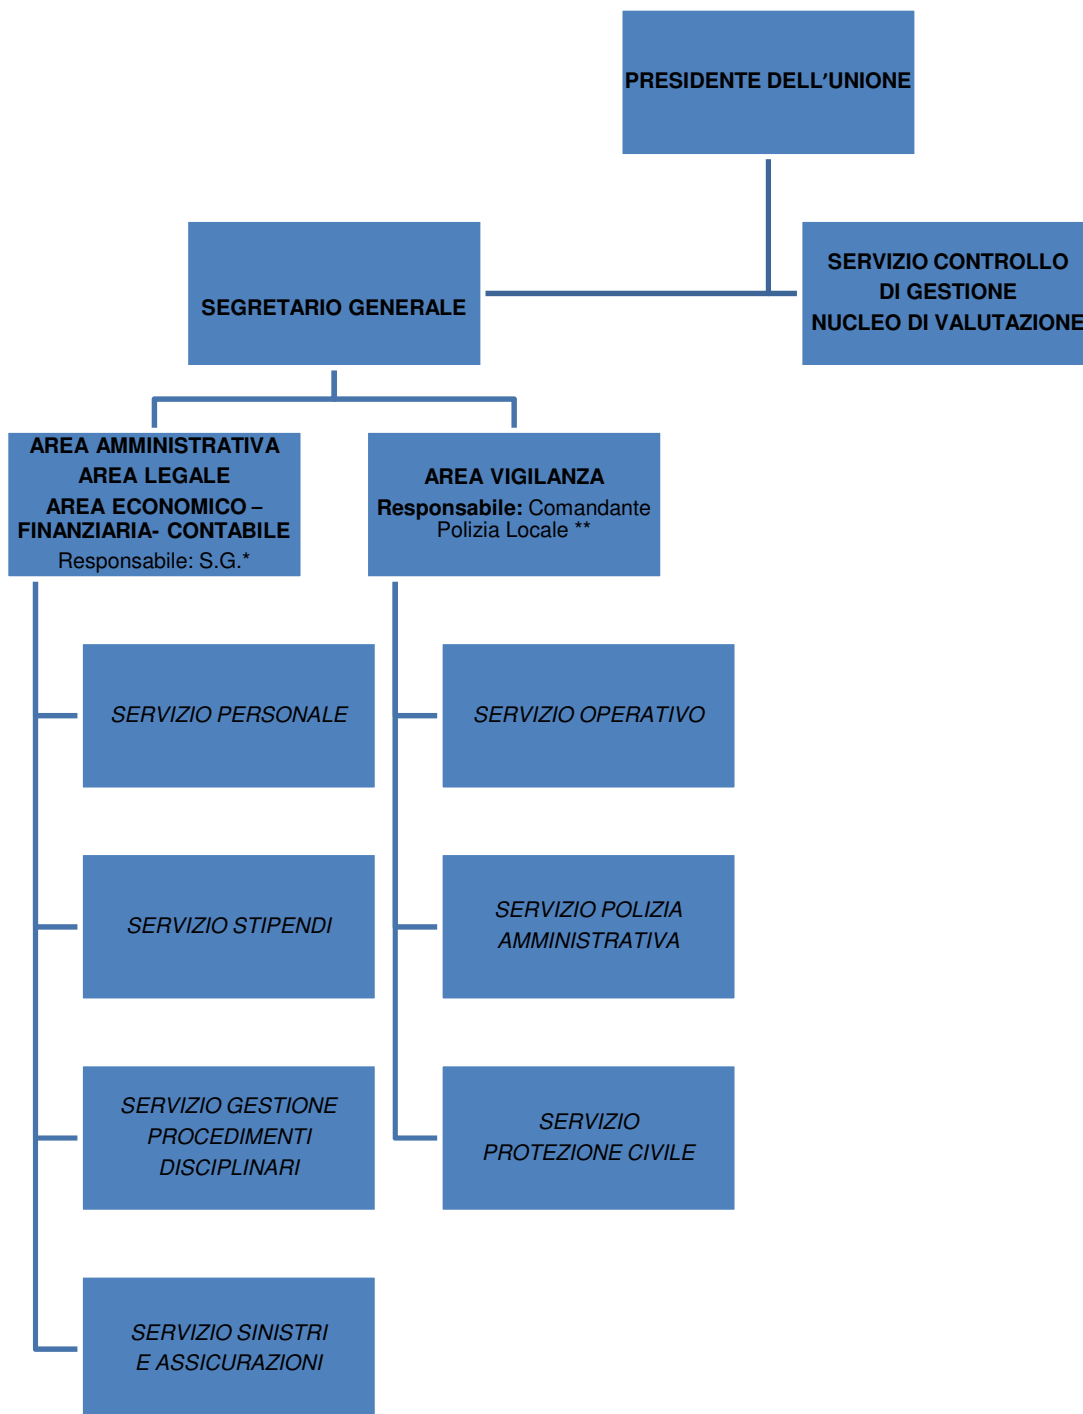 PRESIDENTE DELL’UNIONE
SEGRETARIO GENERALE
SERVIZIO CONTROLLO
DI GESTIONE
NUCLEO DI VALUTAZIONE
AREA AMMINISTRATIVA
AREA LEGALE
AREA ECONOMICO –
FINANZIARIA- CONTABILE
Responsabile: S.G.*
AREA VIGILANZA
Responsabile: Comandante
Polizia Locale **
SERVIZIO PERSONALE
SERVIZIO STIPENDI
SERVIZIO GESTIONE
PROCEDIMENTI
DISCIPLINARI
SERVIZIO SINISTRI
E ASSICURAZIONI
SERVIZIO OPERATIVO
SERVIZIO POLIZIA
AMMINISTRATIVA
SERVIZIO
PROTEZIONE CIVILE